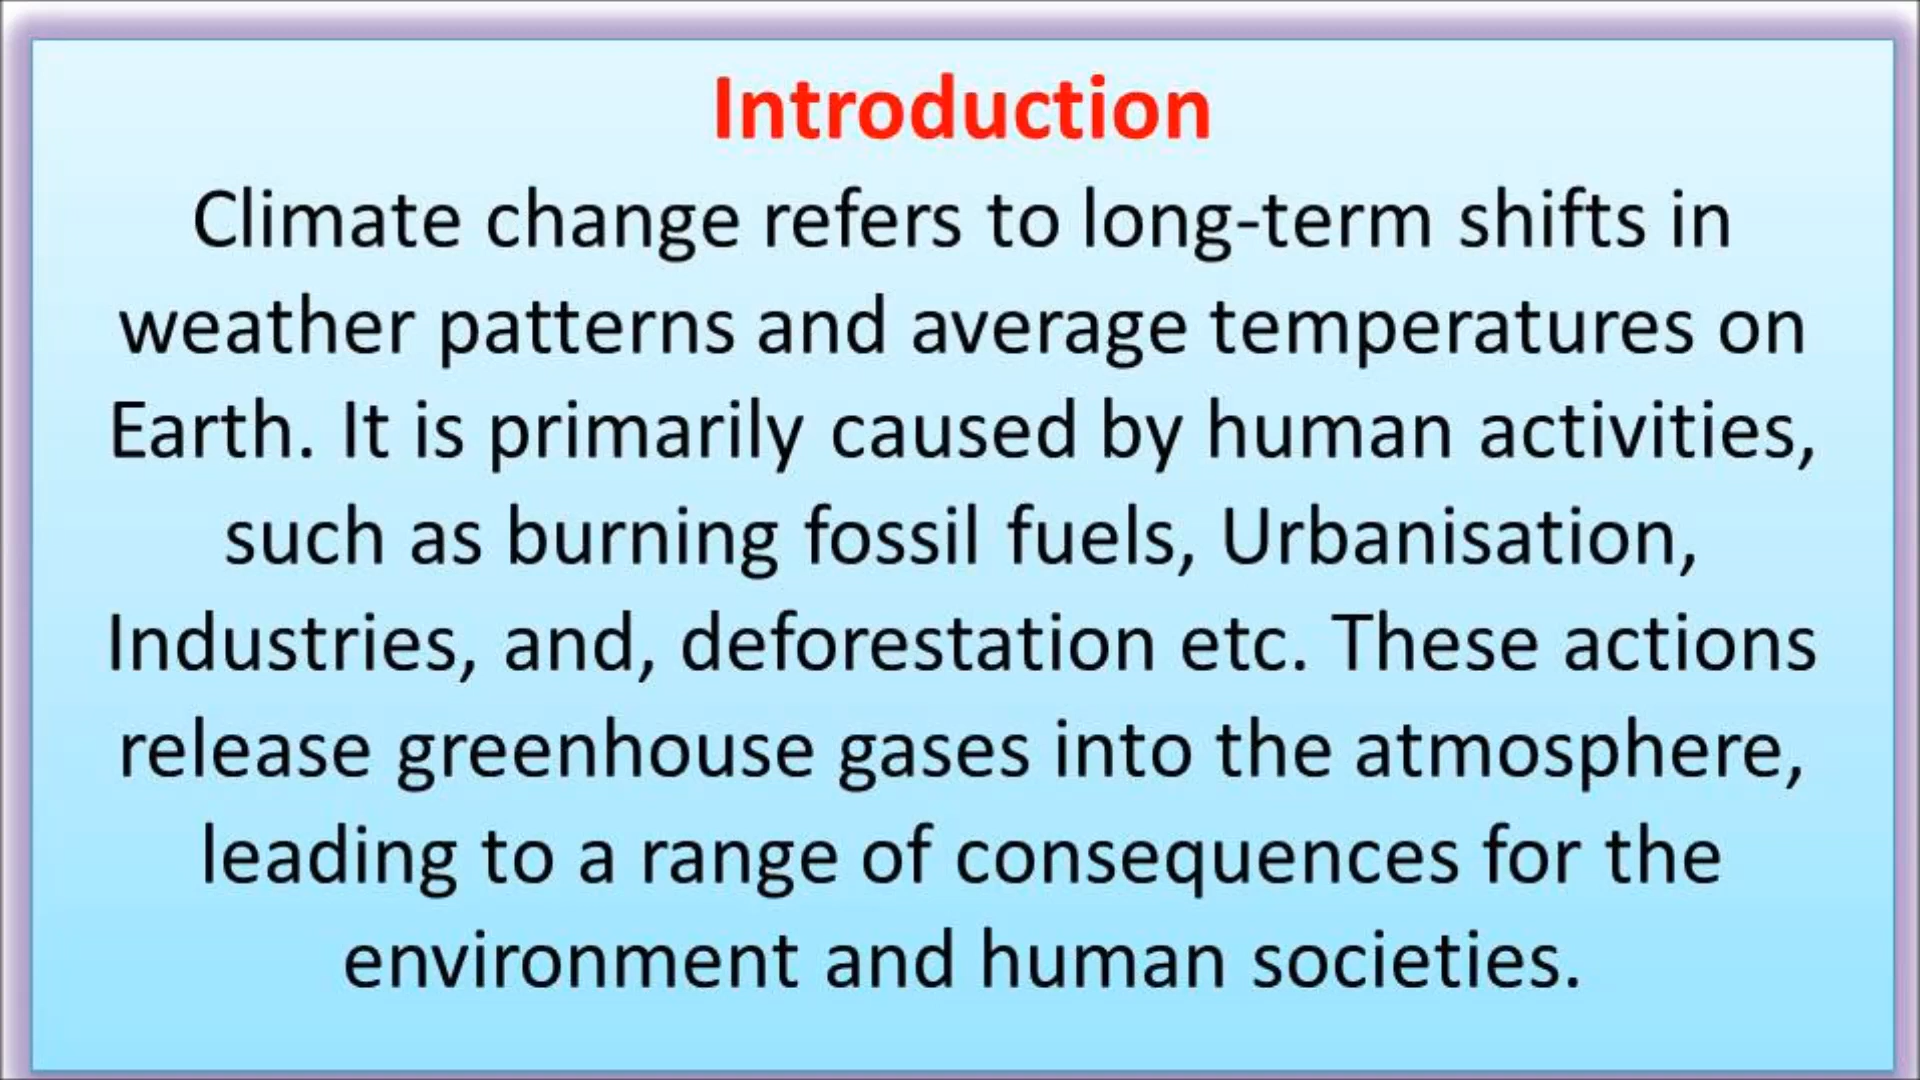 Introduction
Climate change refers to long-term shifts in
weather patterns and average temperatures on
Earth. It is primarily caused by human activities,
such as burning fossil fuels, Urbanisation,
Industries, and, deforestation etc. These actions
release greenhouse gases into the atmosphere,
leading to a range of consequences for the
environment and human societies.